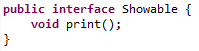 public interface Showable {
    void print();
}